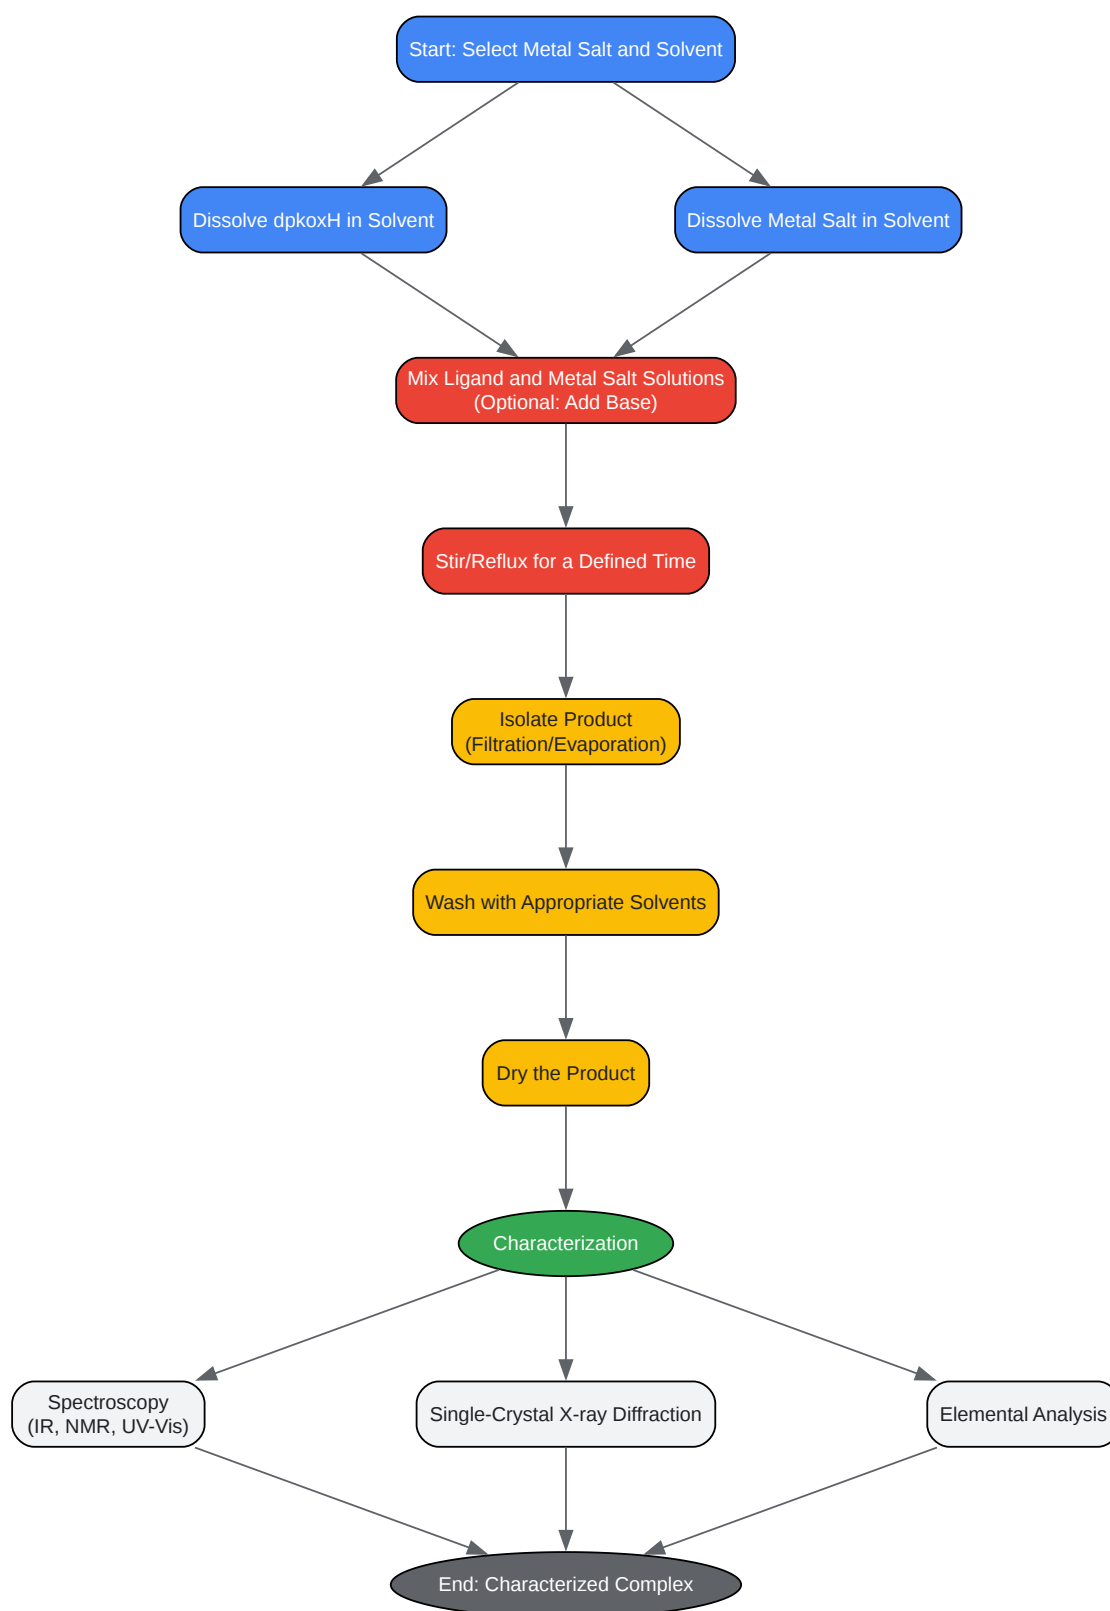 Start: Select Metal Salt and Solvent
Dissolve dpkoxH in Solvent
Dissolve Metal Salt in Solvent
Mix Ligand and Metal Salt Solutions
(Optional: Add Base)
Stir/Reflux for a Defined Time
Isolate Product
(Filtration/Evaporation)
Wash with Appropriate Solvents
Dry the Product
Characterization
Spectroscopy
(IR, NMR, UV-Vis)
Single-Crystal X-ray Diffraction
Elemental Analysis
End: Characterized Complex